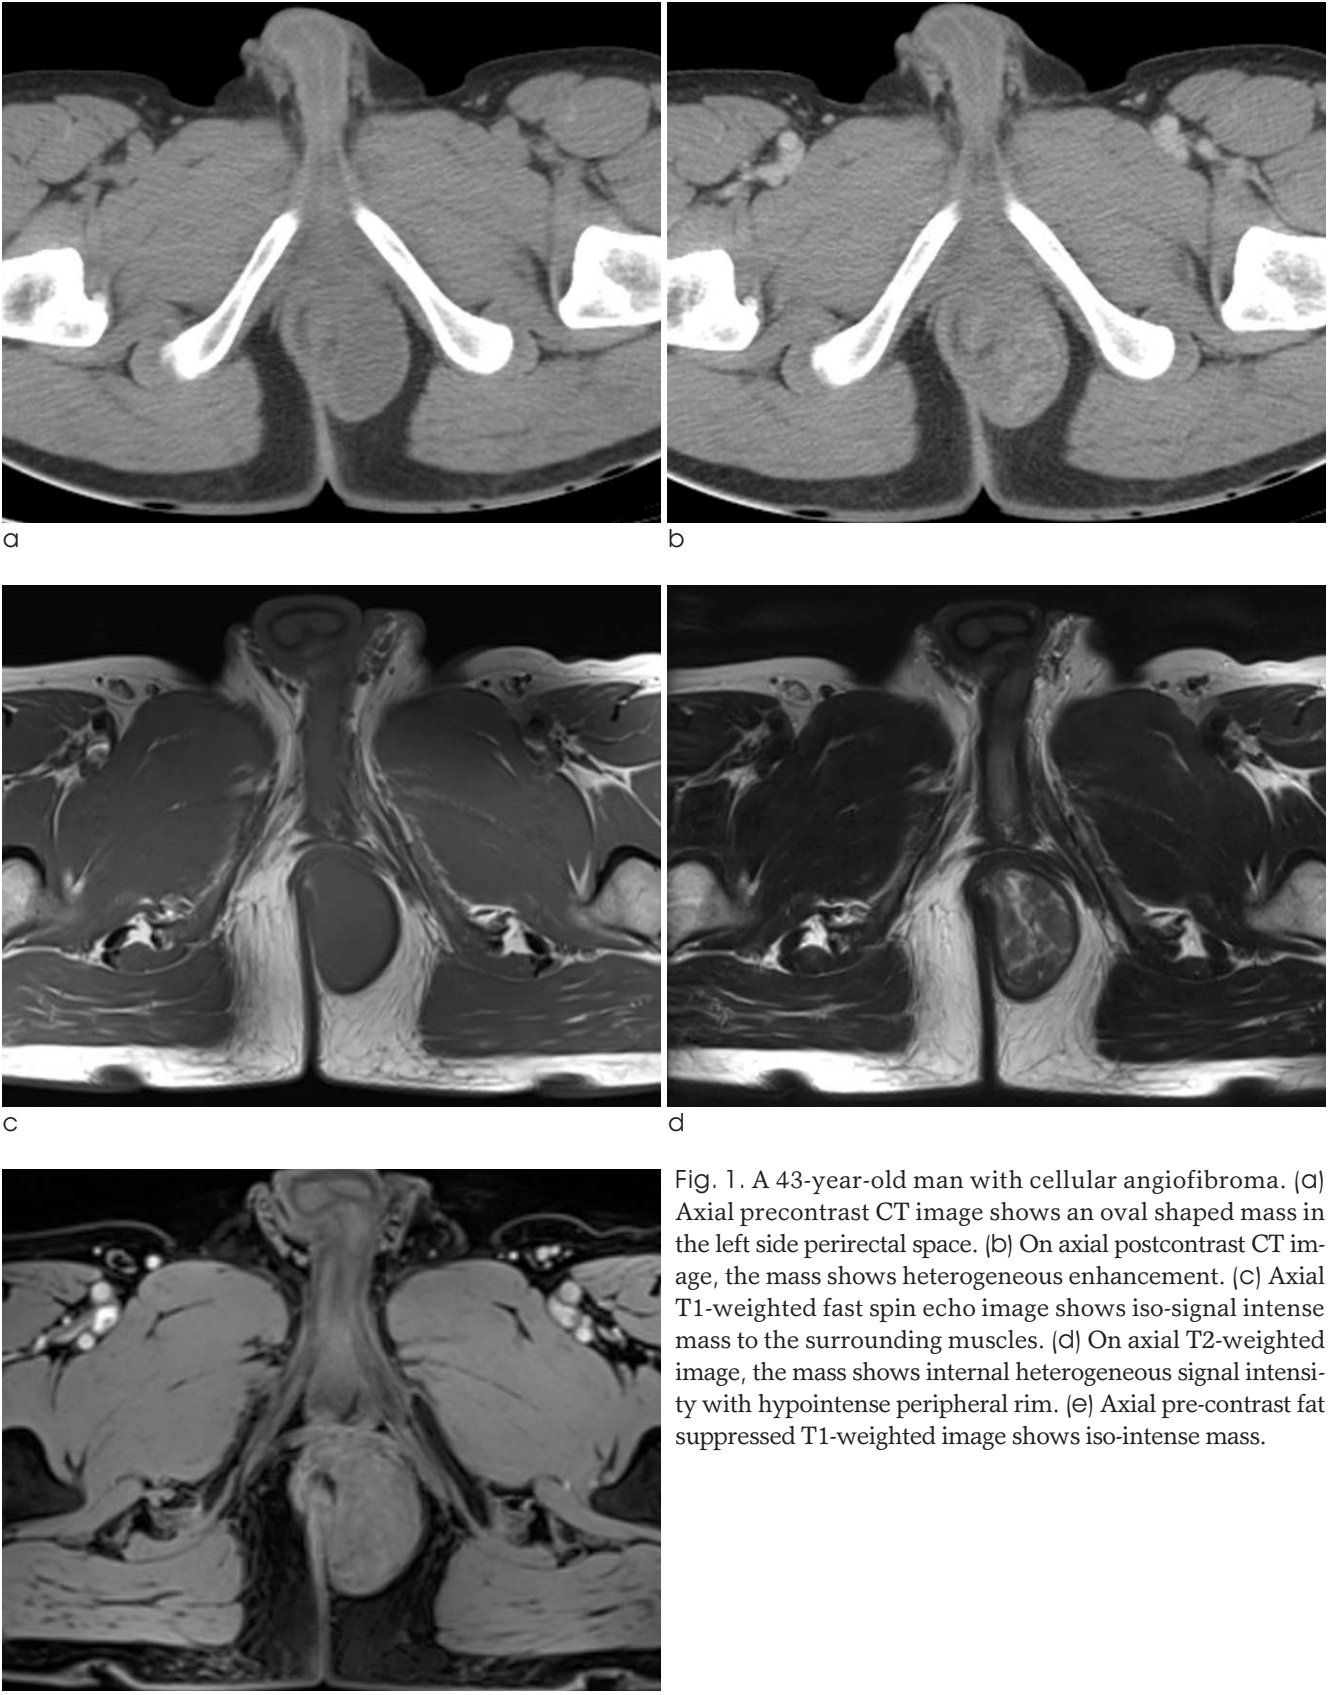 a
b
c
d
Fig. 1. A 43-year-old man with cellular angiofibroma. (a)
Axial precontrast CT image shows an oval shaped mass in
the left side perirectal space. (b) On axial postcontrast CT im-
age, the mass shows heterogeneous enhancement. (c) Axial
T1-weighted fast spin echo image shows iso-signal intense
mass to the surrounding muscles. (d) On axial T2-weighted
image, the mass shows internal heterogeneous signal intensi-
ty with hypointense peripheral rim. (e) Axial pre-contrast fat
suppressed T1-weighted image shows iso-intense mass.